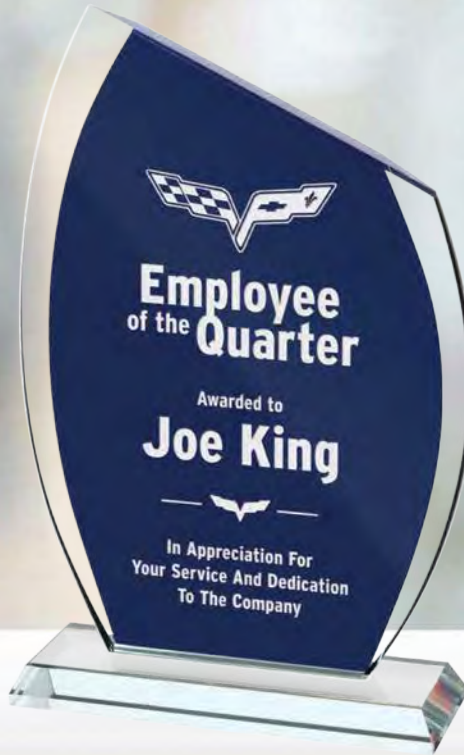 Employee
of the Quarter
Awarded to
Joe King
In Appreciation For
Your Service And Dedication
To The Company